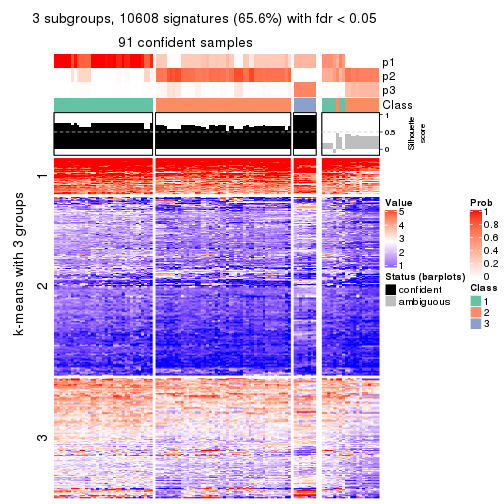 3 subgroups, 10608 signatures (65.6%) with fdr < 0.05
91 confident samples
p1
p2
p3
Class
1
0.5
0
Silhouette
score
k-means with 3 groups
1
2
3
Value
5
4
3
2
1
Status (barplots)
confident
ambiguous
Prob
1
0.8
0.6
0.4
0.2
0
Class
1
2
3